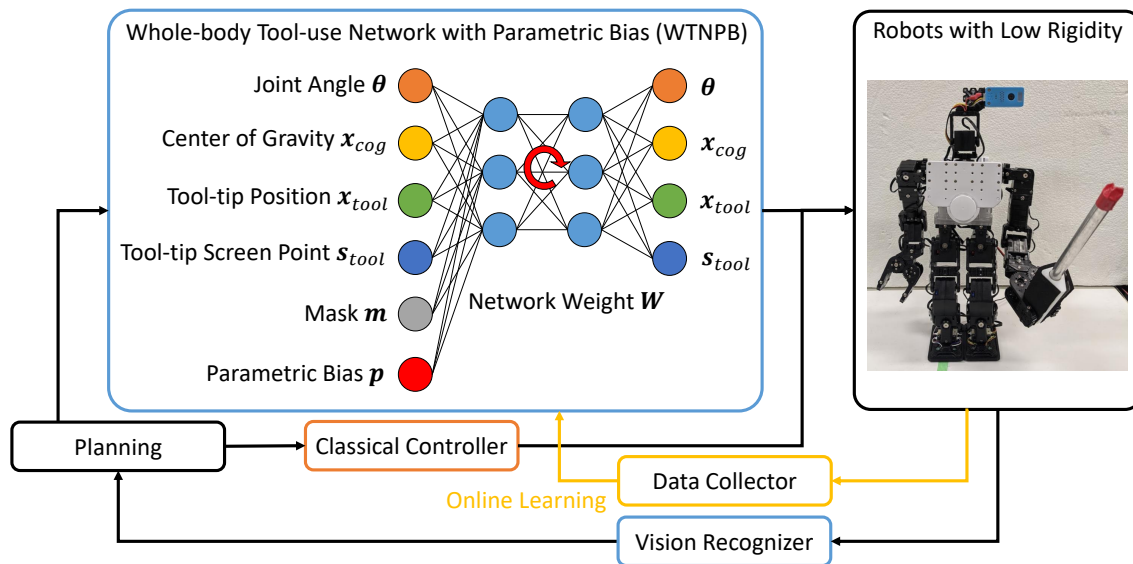 Whole-body Tool-use Network with Parametric Bias (WTNPB)
Robots with Low Rigidity
Joint Angle θ
θ
Center of Gravity x_cog
x_cog
Tool-tip Position x_tool
x_tool
Tool-tip Screen Point s_tool
s_tool
Mask m
Network Weight W
Parametric Bias p
Planning
Classical Controller
Data Collector
Online Learning
Vision Recognizer